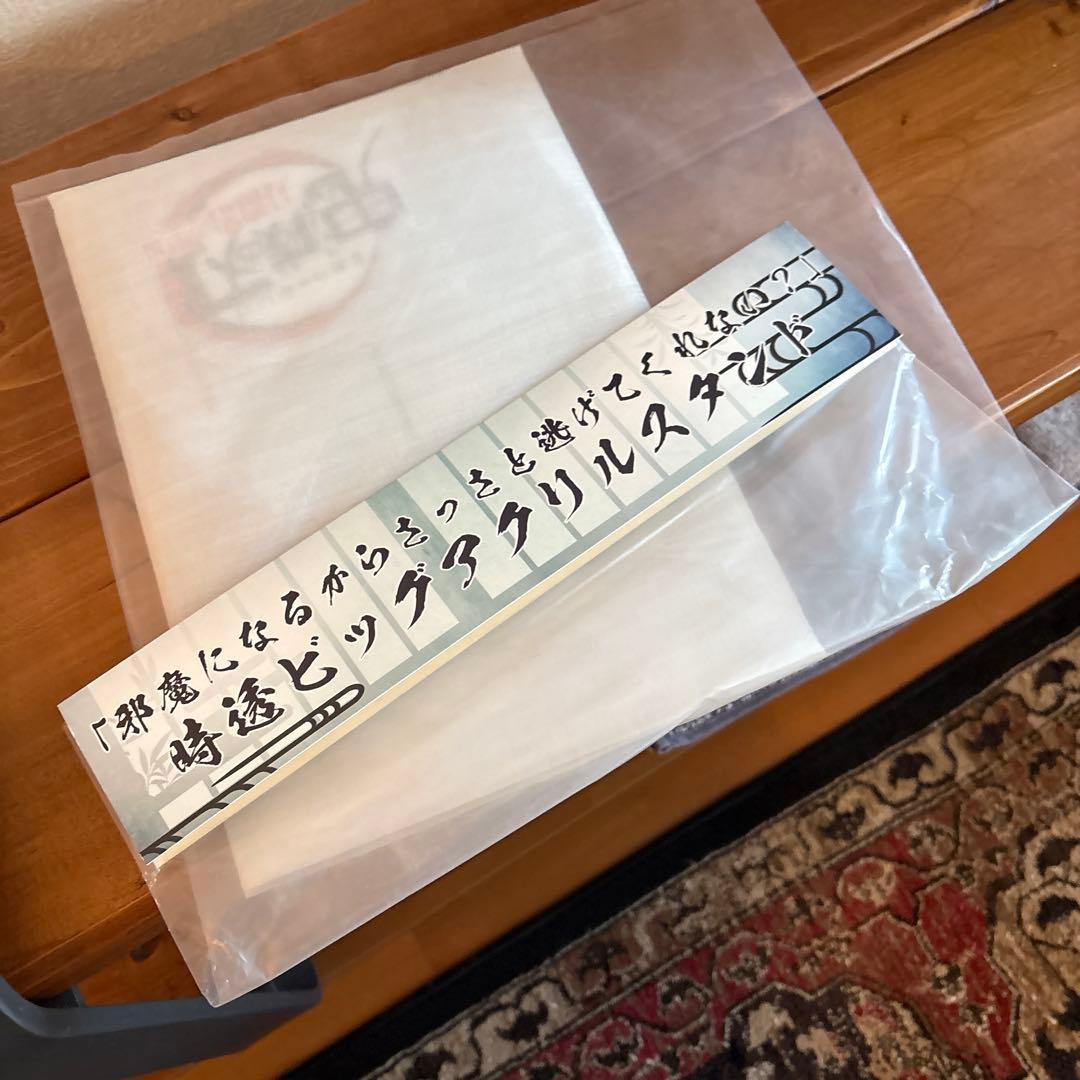 「邪魔になるからさっさと逃げてくれない?」
時透ビッグアクリルスタンド